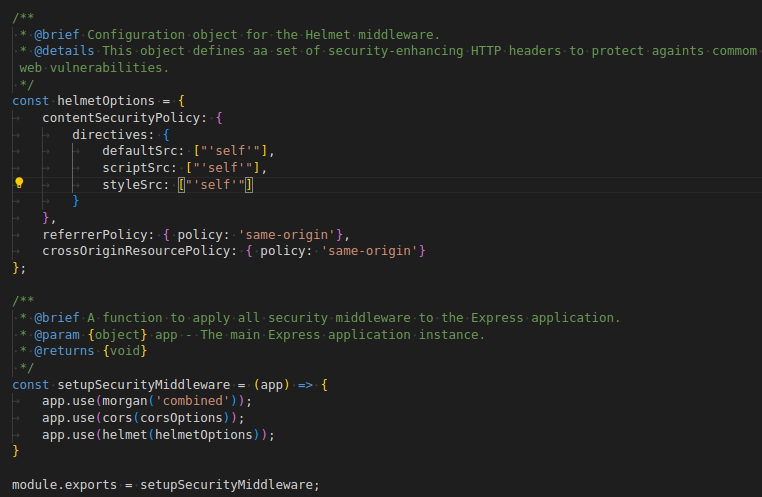 /**
 * @brief Configuration object for the Helmet middleware.
 * @details This object defines aa set of security-enhancing HTTP headers to protect againts commom
 web vulnerabilities.
 */
const helmetOptions = {
    contentSecurityPolicy: {
        directives: {
            defaultSrc: ["'self'"],
            scriptSrc: ["'self'"],
            styleSrc: ["'self'"]
        }
    },
    referrerPolicy: { policy: 'same-origin'},
    crossOriginResourcePolicy: { policy: 'same-origin'}
};

/**
 * @brief A function to apply all security middleware to the Express application.
 * @param {object} app - The main Express application instance.
 * @returns {void}
 */
const setupSecurityMiddleware = (app) => {
    app.use(morgan('combined'));
    app.use(cors(corsOptions));
    app.use(helmet(helmetOptions));
}

module.exports = setupSecurityMiddleware;